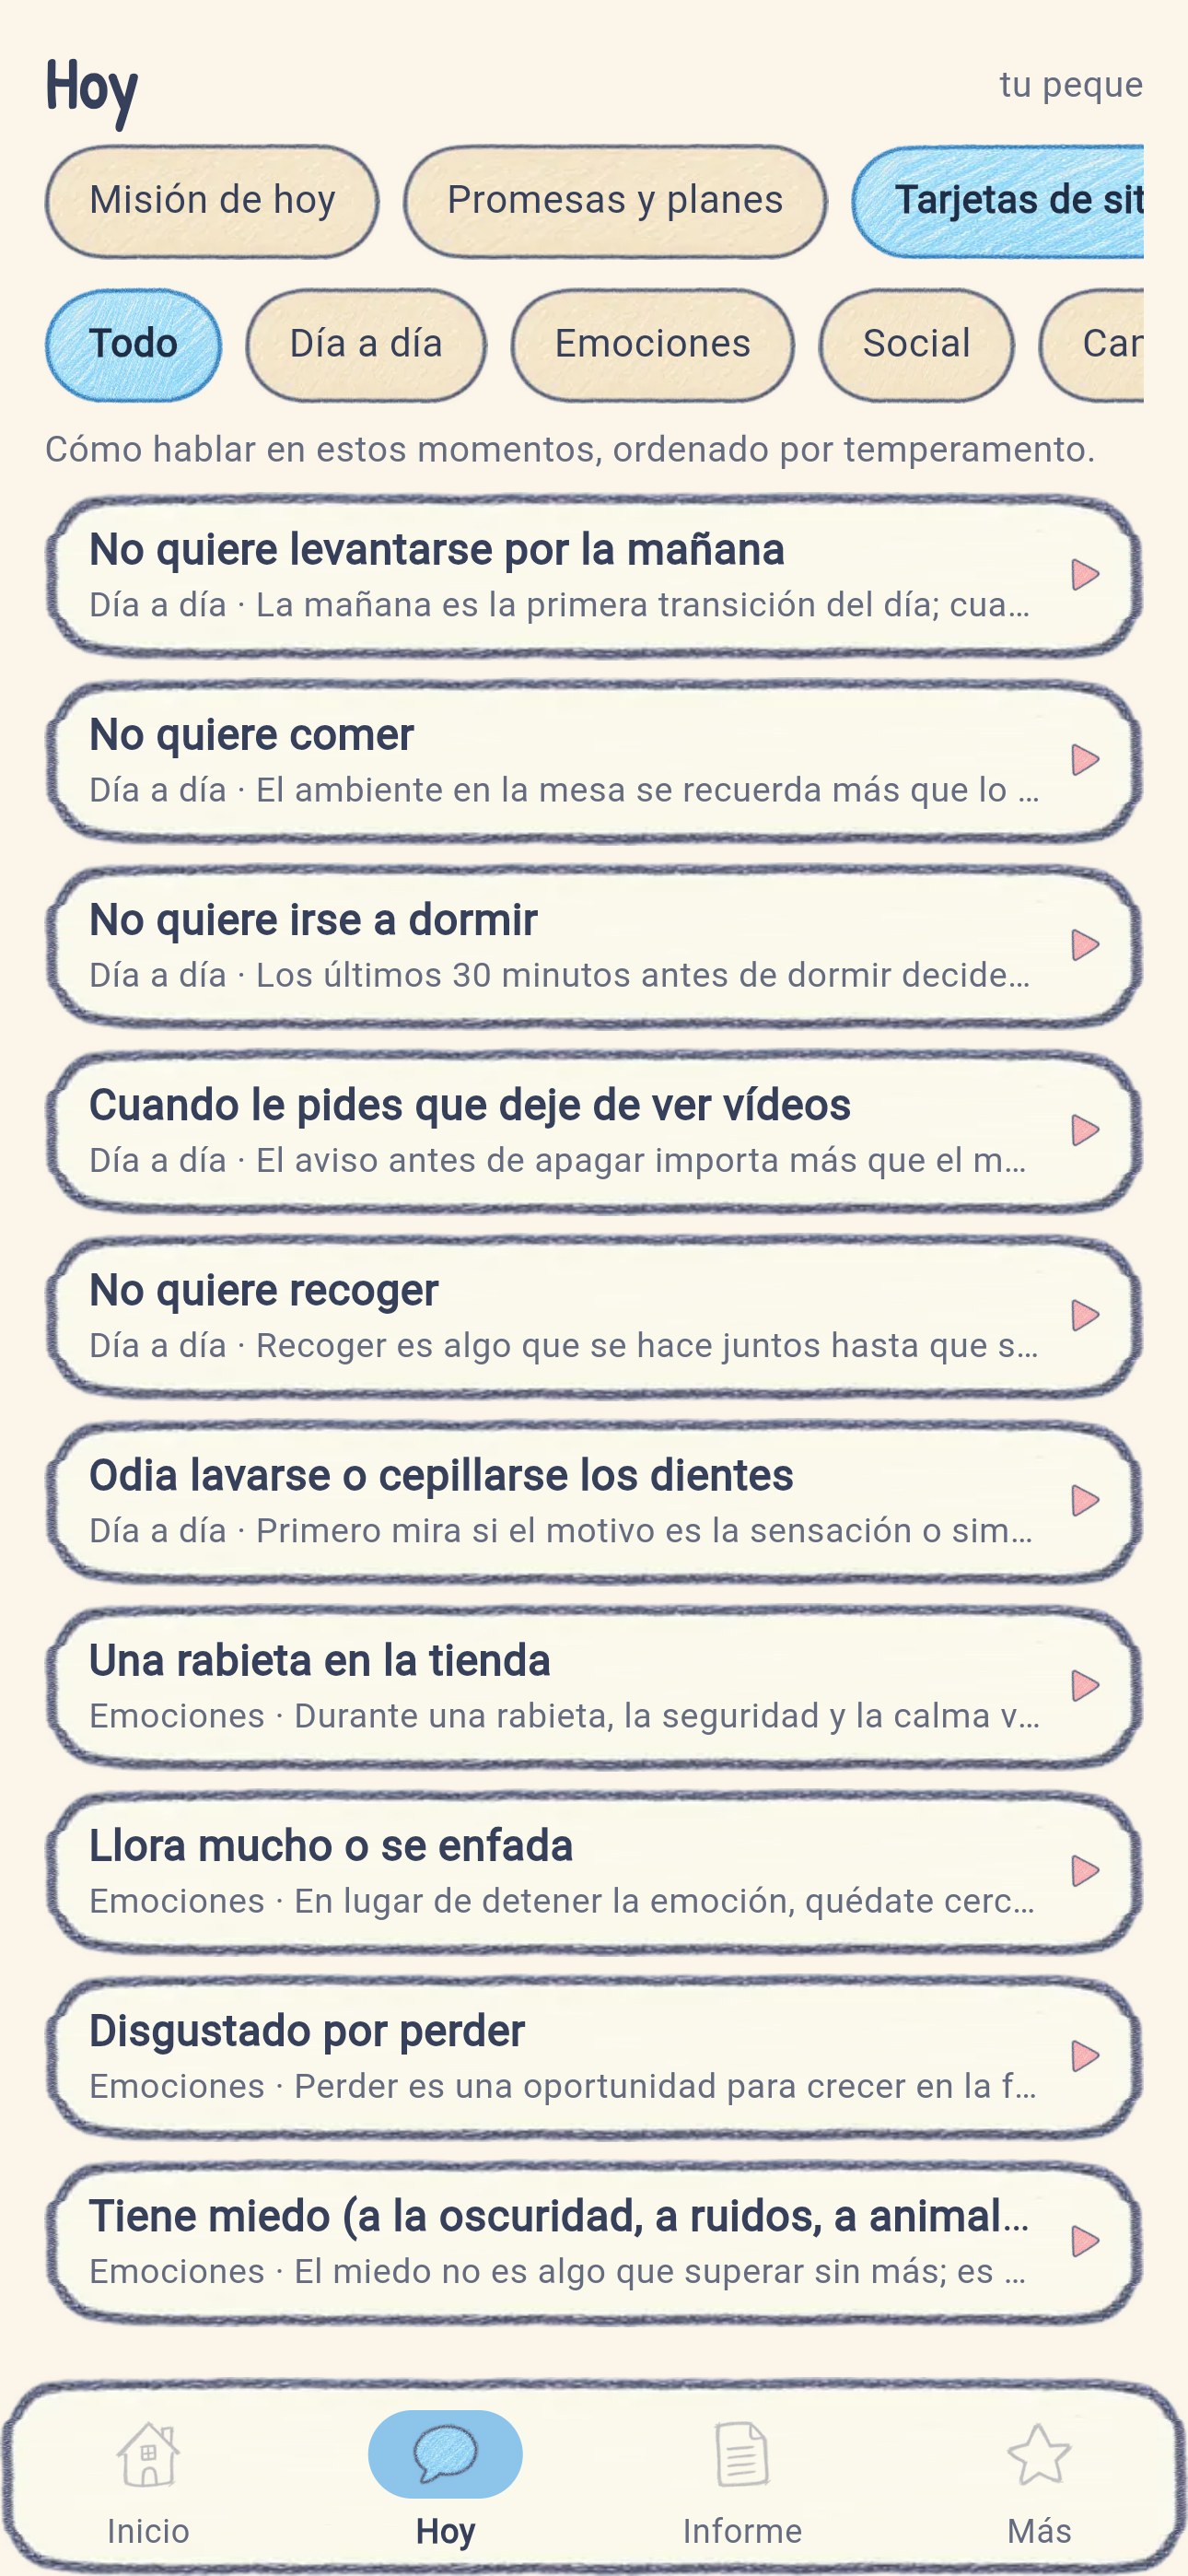 Hoy
tu peque
Misión de hoy
Promesas y planes
Tarjetas de sit
Todo
Día a día
Emociones
Social
Cómo hablar en estos momentos, ordenado por temperamento.
No quiere levantarse por la mañana
Día a día · La mañana es la primera transición del día; cua…
No quiere comer
Día a día · El ambiente en la mesa se recuerda más que lo …
No quiere irse a dormir
Día a día · Los últimos 30 minutos antes de dormir decide…
Cuando le pides que deje de ver vídeos
Día a día · El aviso antes de apagar importa más que el m…
No quiere recoger
Día a día · Recoger es algo que se hace juntos hasta que s…
Odia lavarse o cepillarse los dientes
Día a día · Primero mira si el motivo es la sensación o sim…
Una rabieta en la tienda
Emociones · Durante una rabieta, la seguridad y la calma v…
Llora mucho o se enfada
Emociones · En lugar de detener la emoción, quédate cerc…
Disgustado por perder
Emociones · Perder es una oportunidad para crecer en la f…
Tiene miedo (a la oscuridad, a ruidos, a animal…
Emociones · El miedo no es algo que superar sin más; es …
Inicio
Hoy
Informe
Más